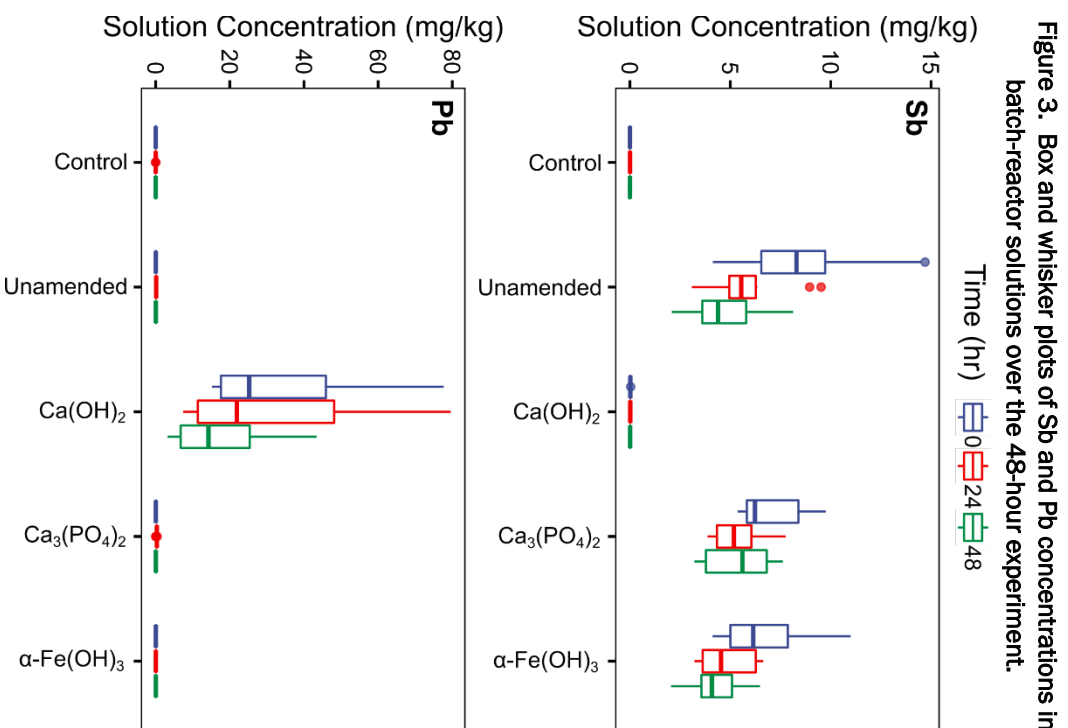 Figure 3. Box and whisker plots of Sb and Pb concentrations in
batch-reactor solutions over the 48-hour experiment.
Time (hr) 0 24 48
Sb
Solution Concentration (mg/kg)
15
10
5
0
Control
Unamended
Ca(OH)₂
Ca₃(PO₄)₂
α-Fe(OH)₃
Pb
Solution Concentration (mg/kg)
80
60
40
20
0
Control
Unamended
Ca(OH)₂
Ca₃(PO₄)₂
α-Fe(OH)₃